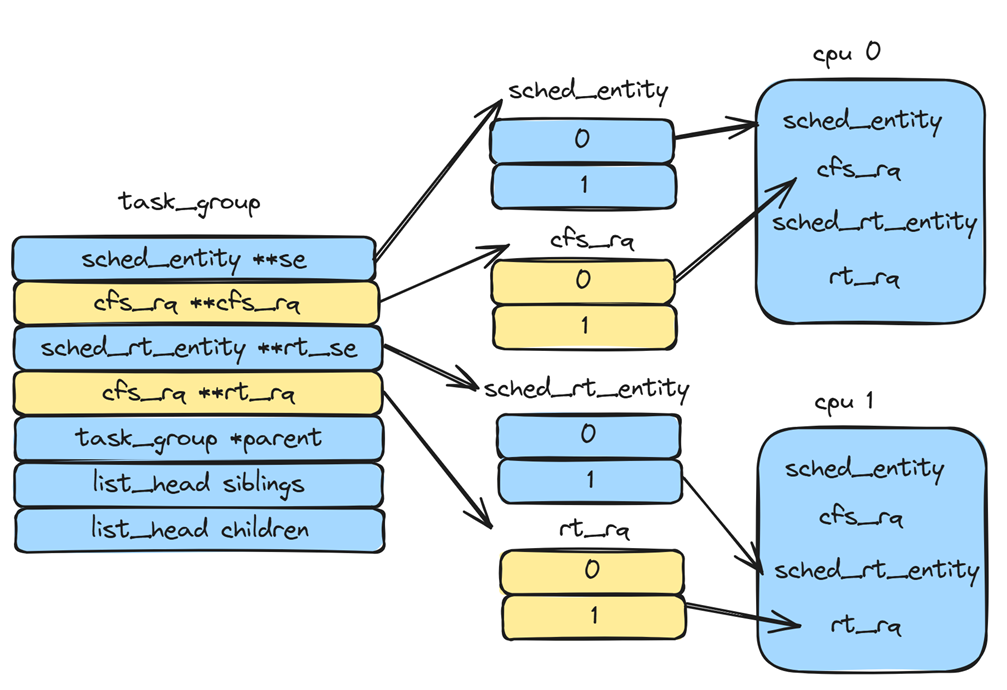 task_group
sched_entity **se
cfs_rq **cfs_rq
sched_rt_entity **rt_se
cfs_rq **rt_rq
task_group *parent
list_head siblings
list_head children
sched_entity
0
1
cfs_rq
0
1
sched_rt_entity
0
1
rt_rq
0
1
cpu 0
sched_entity
cfs_rq
sched_rt_entity
rt_rq
cpu 1
sched_entity
cfs_rq
sched_rt_entity
rt_rq